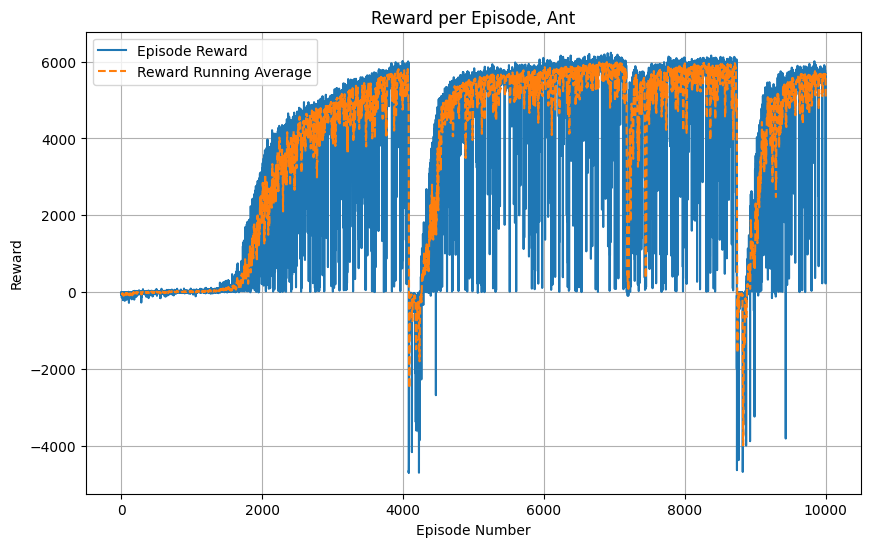 Reward per Episode, Ant
Episode Reward
Reward Running Average
6000
4000
2000
0
−2000
−4000
Reward
0
2000
4000
6000
8000
10000
Episode Number